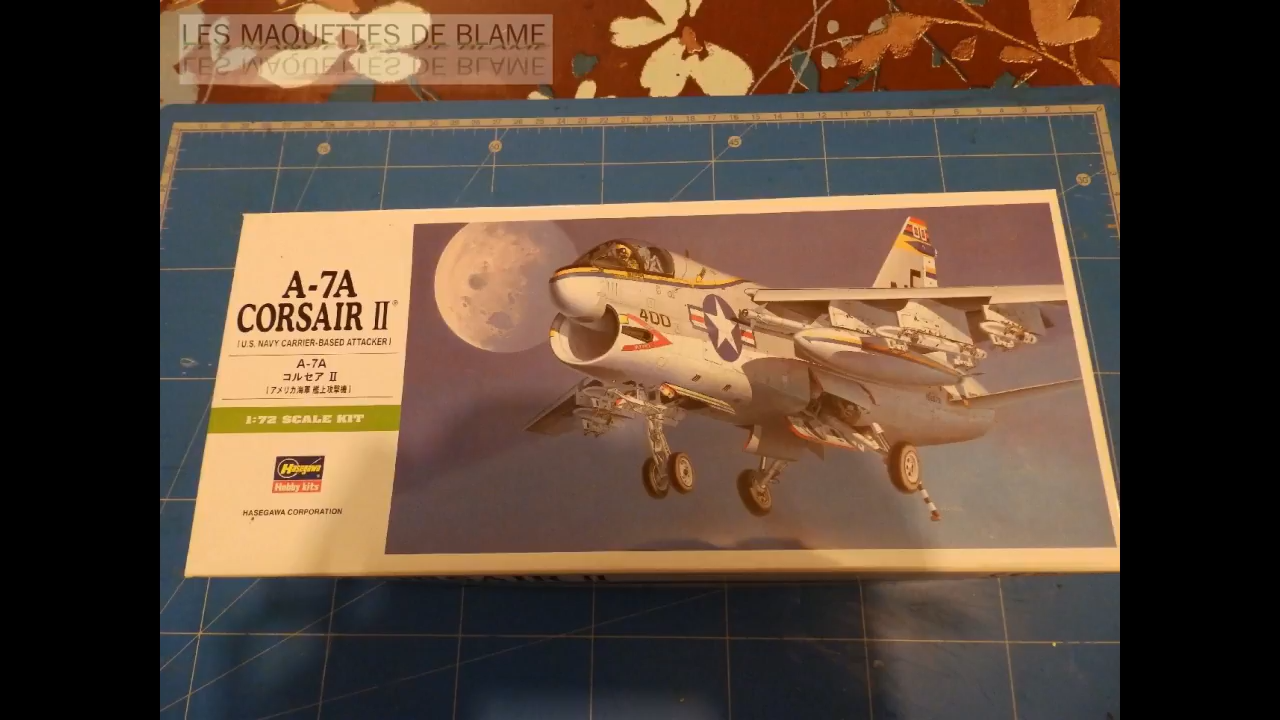 LES MAQUETTES DE BLAME
A-7A
CORSAIR II
(U.S. NAVY CARRIER-BASED ATTACKER)
A-7A
コルセア II
(アメリカ海軍 艦上攻撃機)
1:72 SCALE KIT
Hasegawa
Hobby kits
HASEGAWA CORPORATION
400